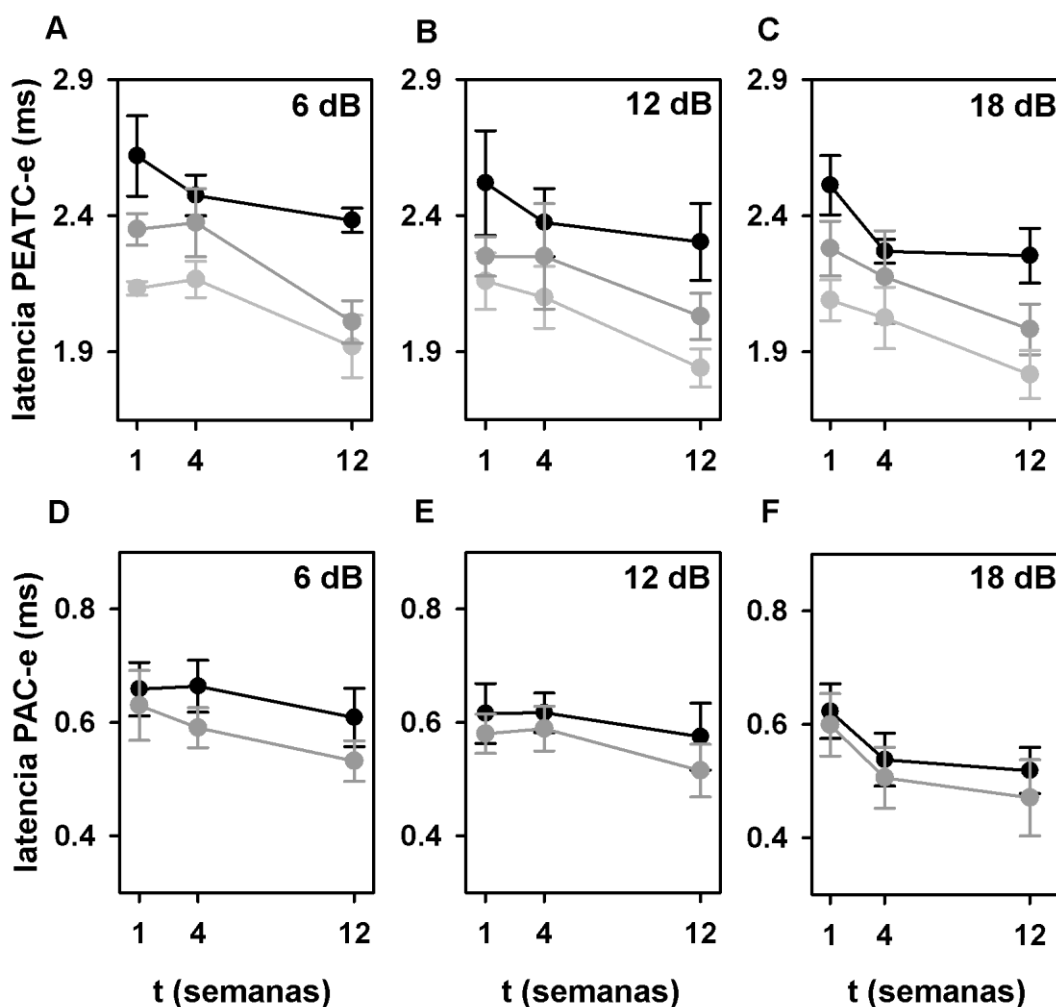 A
B
C
latencia PEATC-e (ms)
2.9
2.4
1.9
6 dB
1 4 12
2.9
2.4
1.9
12 dB
1 4 12
2.9
2.4
1.9
18 dB
1 4 12
D
E
F
latencia PAC-e (ms)
0.8
0.6
0.4
6 dB
1 4 12
t (semanas)
0.8
0.6
0.4
12 dB
1 4 12
t (semanas)
0.8
0.6
0.4
18 dB
1 4 12
t (semanas)